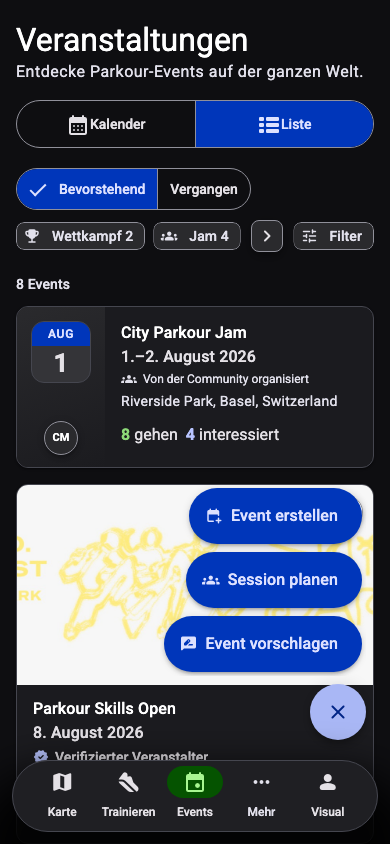 Veranstaltungen
Entdecke Parkour-Events auf der ganzen Welt.
Kalender
Liste
Bevorstehend
Vergangen
Wettkampf 2
Jam 4
Filter
8 Events
AUG
1
CM
City Parkour Jam
1.–2. August 2026
Von der Community organisiert
Riverside Park, Basel, Switzerland
8 gehen 4 interessiert
Event erstellen
Session planen
Event vorschlagen
Parkour Skills Open
8. August 2026
Verifizierter Veranstalter
Karte
Trainieren
Events
Mehr
Visual